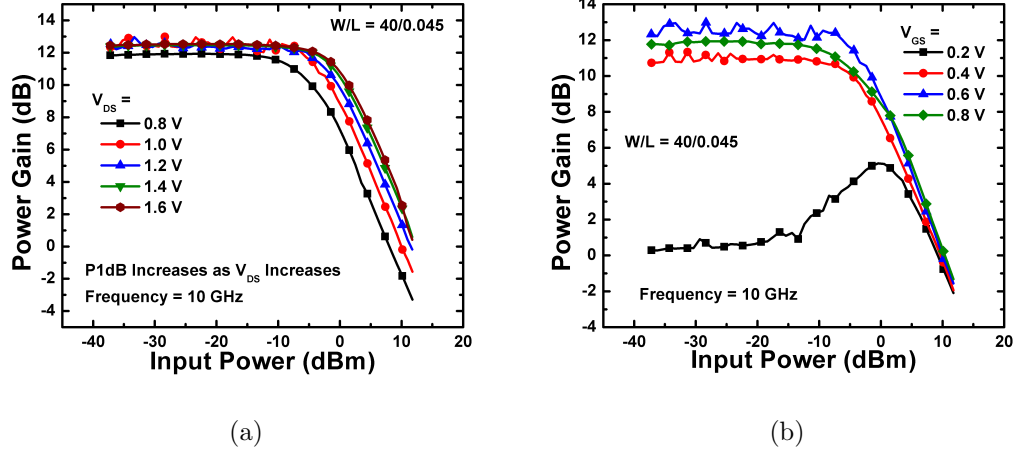 W/L = 40/0.045
V_DS =
0.8 V
1.0 V
1.2 V
1.4 V
1.6 V
P1dB Increases as V_DS Increases
Frequency = 10 GHz
Power Gain (dB)
14
12
10
8
6
4
2
0
-2
-4
-40 -30 -20 -10 0 10 20
Input Power (dBm)
(a)
V_GS =
0.2 V
0.4 V
0.6 V
0.8 V
W/L = 40/0.045
Frequency = 10 GHz
Power Gain (dB)
14
12
10
8
6
4
2
0
-2
-4
-40 -30 -20 -10 0 10 20
Input Power (dBm)
(b)